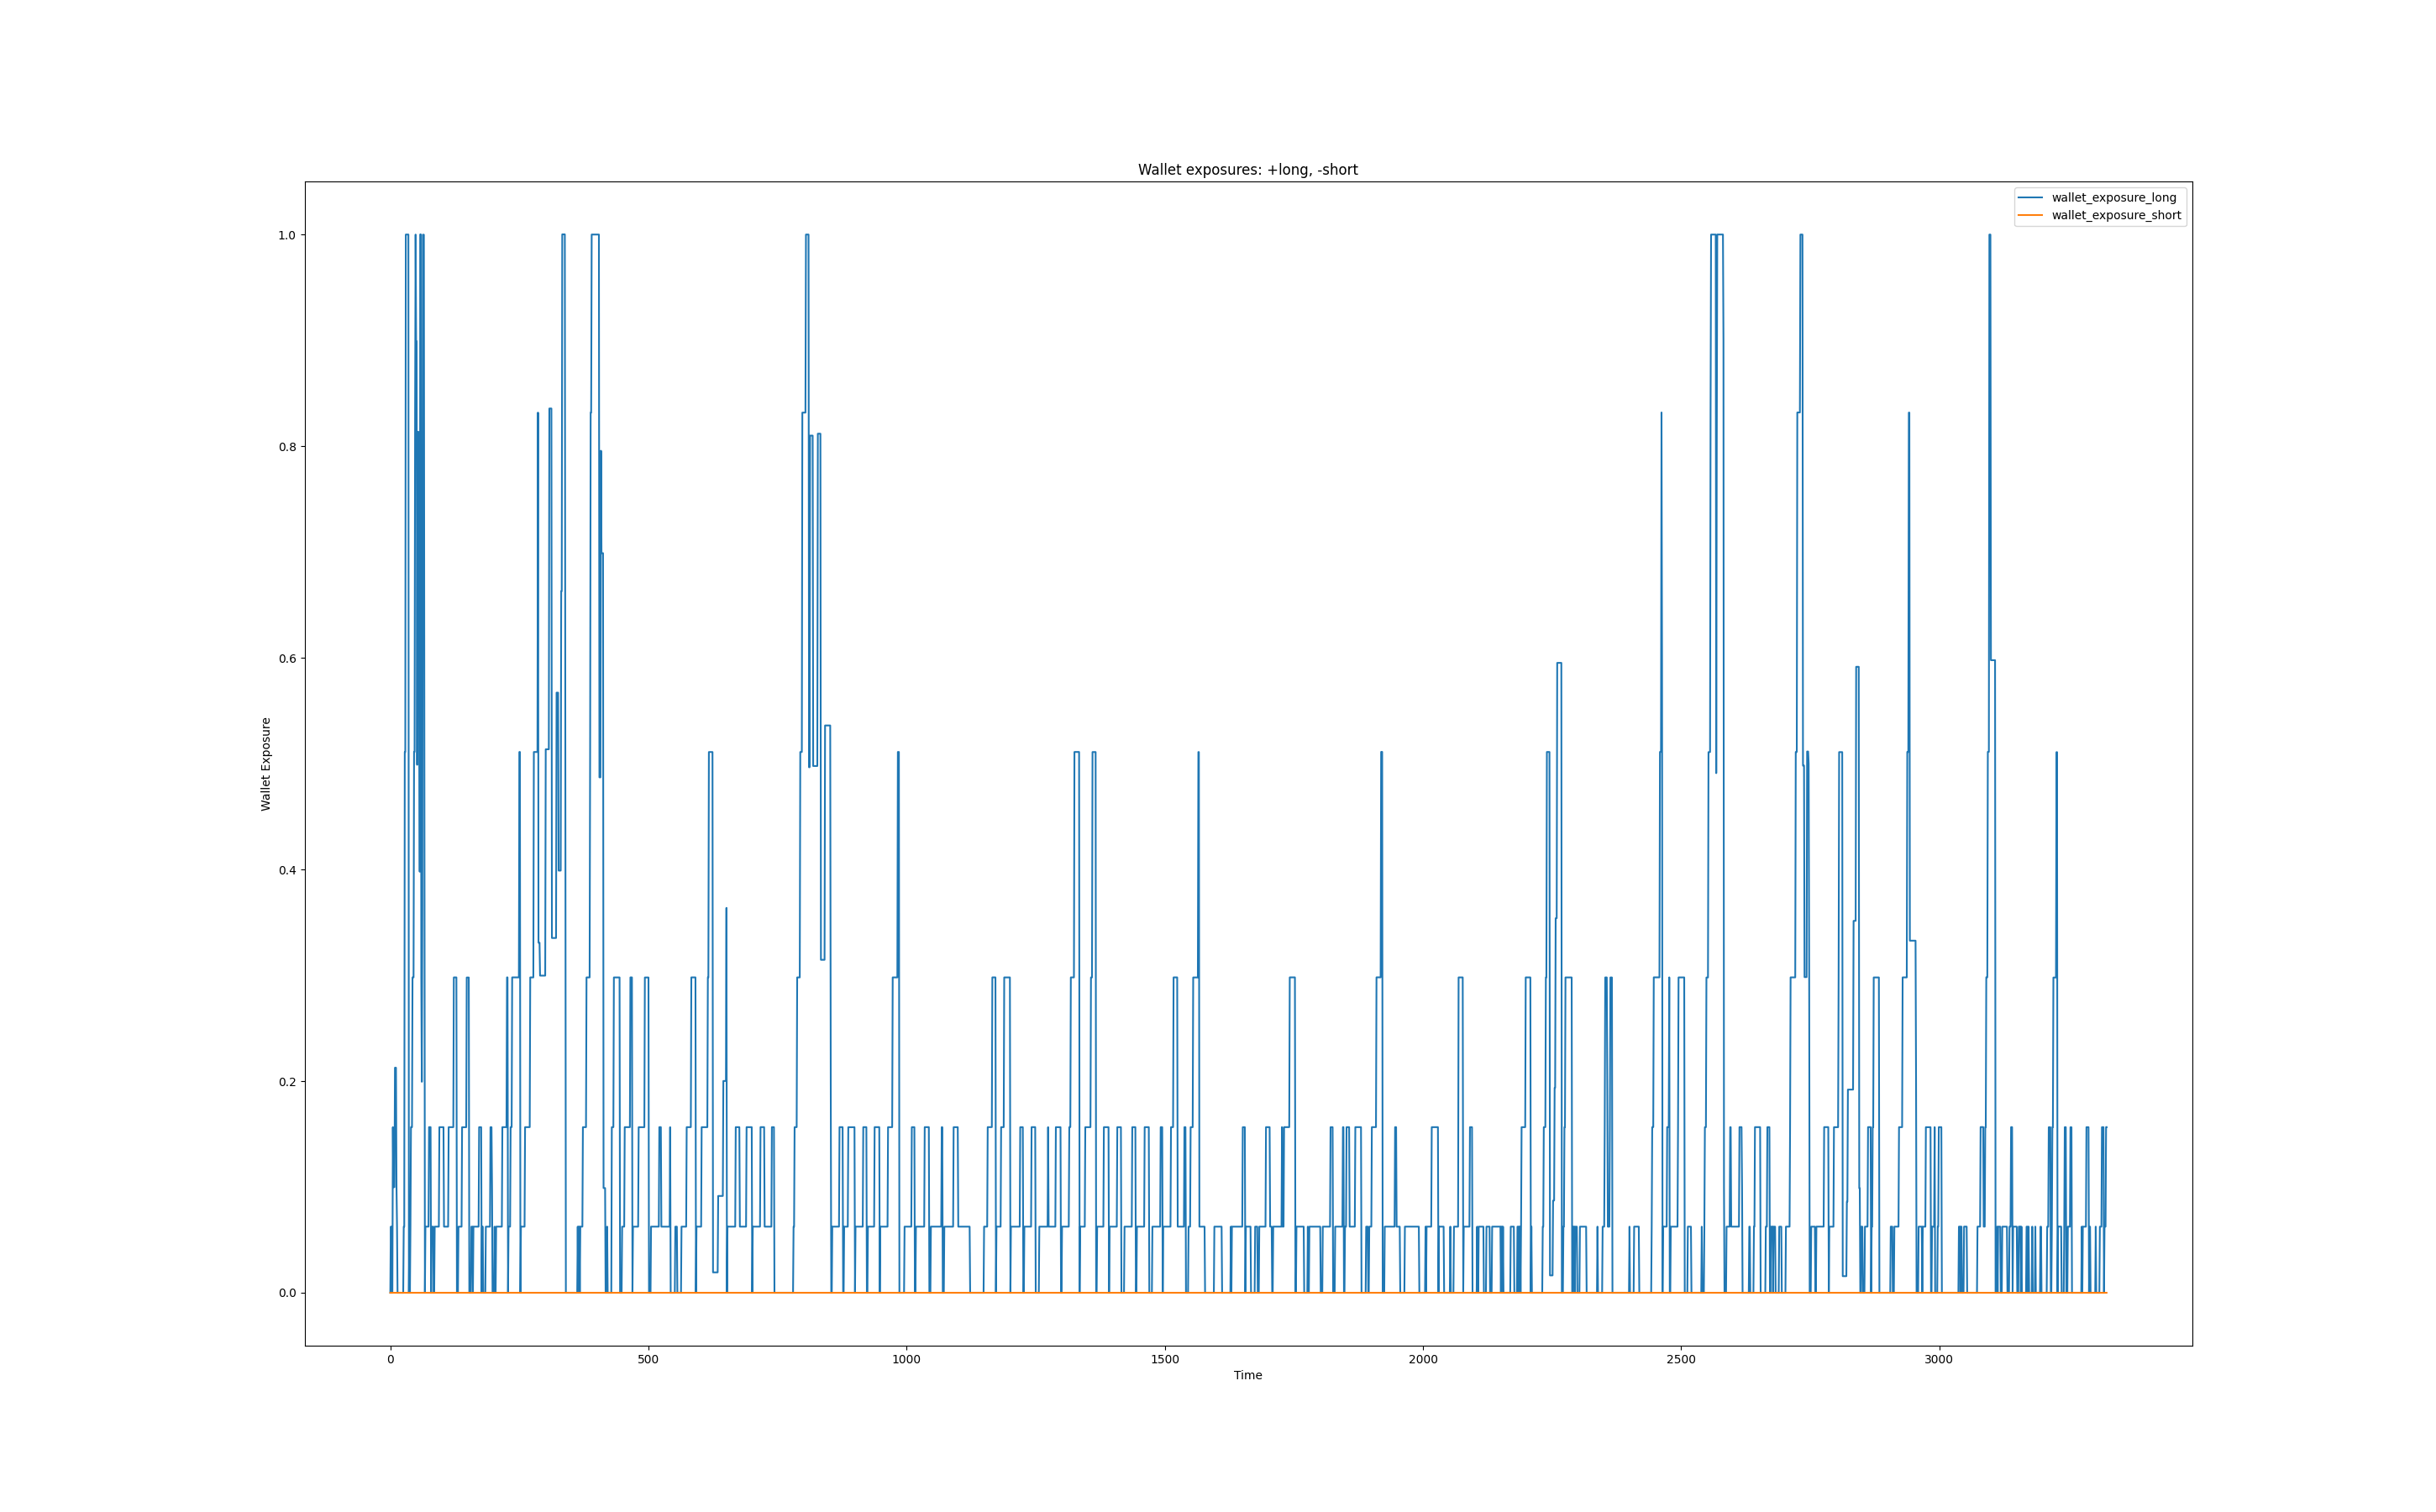 Wallet exposures: +long, -short
wallet_exposure_long
wallet_exposure_short
1.0
0.8
0.6
0.4
0.2
0.0
Wallet Exposure
0 500 1000 1500 2000 2500 3000
Time